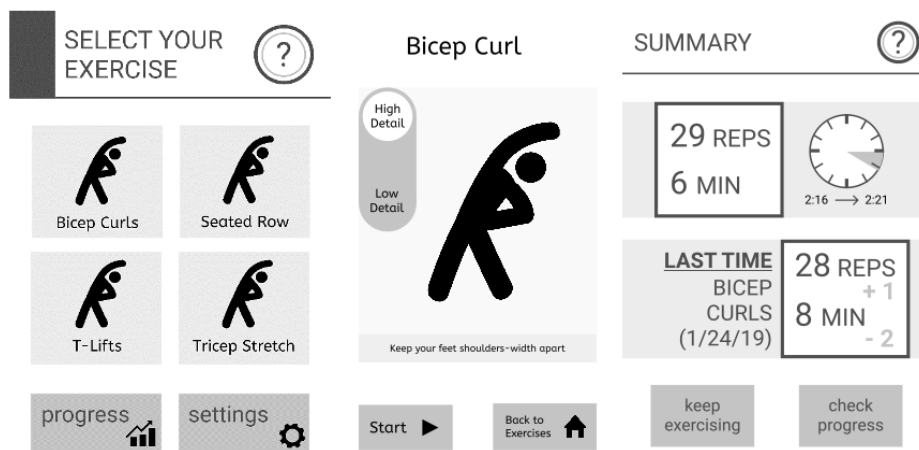 SELECT YOUR
EXERCISE
?
Bicep Curls
Seated Row
T-Lifts
Tricep Stretch
progress
settings
Bicep Curl
High
Detail
Low
Detail
Keep your feet shoulders-width apart
Start
Back to
Exercises
SUMMARY
?
29 REPS
6 MIN
2:16 → 2:21
LAST TIME
BICEP
CURLS
(1/24/19)
28 REPS
+ 1
8 MIN
- 2
keep
exercising
check
progress